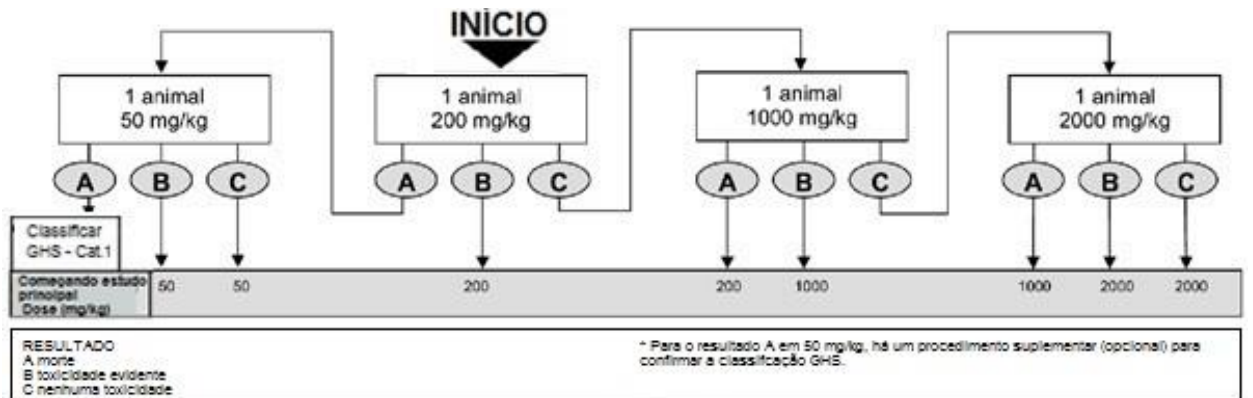 INÍCIO
1 animal
50 mg/kg
1 animal
200 mg/kg
1 animal
1000 mg/kg
1 animal
2000 mg/kg
A B C A B C A B C A B C
Classificar
GHS - Cat.1
Começando estudo
prinoipal
Dose (mg/kg)
50 50 200 200 1000 1000 2000 2000
RESULTADO
A morte
B toxicidade evidente
C nenhuma toxicidade
* Para o resultado A em 50 mg/kg, há um procedimento suplementar (opcional) para
confirmar a classifcação GHS.